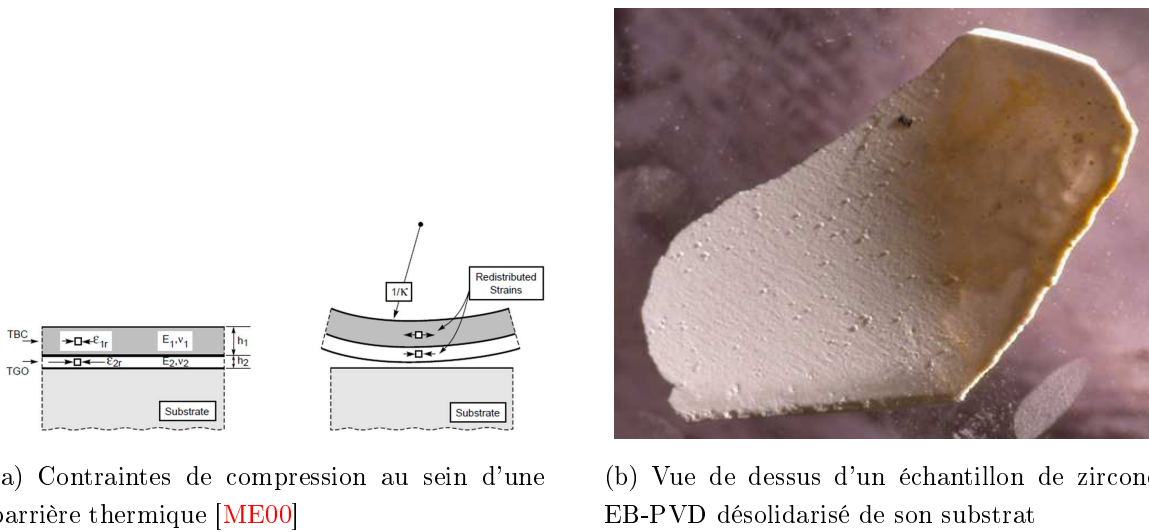 Redistributed
Strains
1/K
TBC
ε1r
E1,ν1
h1
TGO
ε2r
E2,ν2
h2
Substrate
Substrate
a) Contraintes de compression au sein d'une
barrière thermique [ME00]
(b) Vue de dessus d'un échantillon de zircone
EB-PVD désolidarisé de son substrat